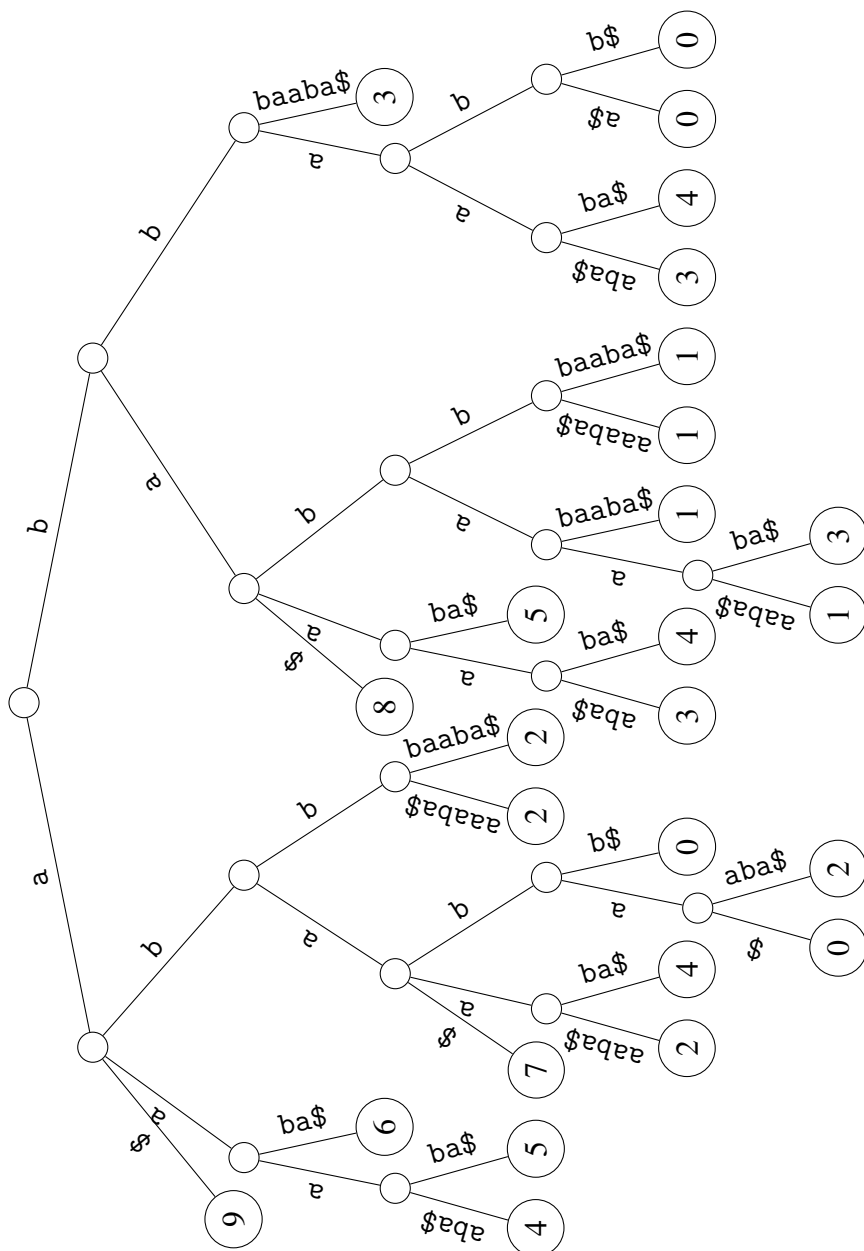 a b
$ a b a b
9
a ba$ a b $ a b a baaba$
6 8 3
aba$ ba$ $ a b aaaba$ baaba$ a ba$ a b a b
4 5 7 2 2 5
aaba$ ba$ a b$ aba$ ba$ a baaba$ aaaba$ baaba$ aba$ ba$ a$ b$
2 4 0 3 4 1 1 1 3 4 0 0
$ aba$ aaba$ ba$
0 2 1 3